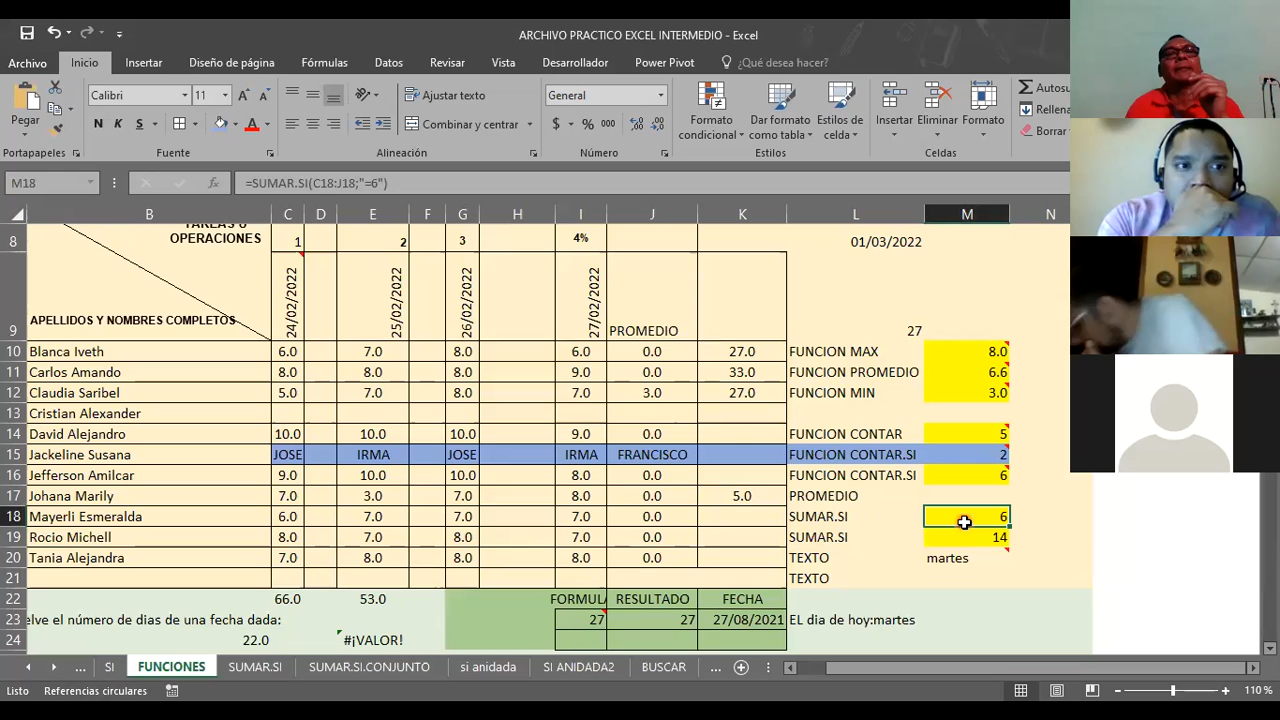 ARCHIVO PRACTICO EXCEL INTERMEDIO - Excel
Archivo Inicio Insertar Diseño de página Fórmulas Datos Revisar Vista Desarrollador Power Pivot ¿Qué desea hacer?
Calibri 11 Ajustar texto General Autosu
Pegar N K S Combinar y centrar $ % 000 Formato condicional Dar formato como tabla Estilos de celda Insertar Eliminar Formato Rellena
Borrar
Portapapeles Fuente Alineación Número Estilos Celdas
M18 fx =SUMAR.SI(C18:J18;"=6")
B C D E F G H I J K L M N
8 TAREAS U OPERACIONES 1 2 3 4% 01/03/2022
9 APELLIDOS Y NOMBRES COMPLETOS 24/02/2022 25/02/2022 26/02/2022 27/02/2022 PROMEDIO 27
10 Blanca Iveth 6.0 7.0 8.0 6.0 0.0 27.0 FUNCION MAX 8.0
11 Carlos Amando 8.0 8.0 8.0 9.0 0.0 33.0 FUNCION PROMEDIO 6.6
12 Claudia Saribel 5.0 7.0 8.0 7.0 3.0 27.0 FUNCION MIN 3.0
13 Cristian Alexander
14 David Alejandro 10.0 10.0 10.0 9.0 0.0 FUNCION CONTAR 5
15 Jackeline Susana JOSE IRMA JOSE IRMA FRANCISCO FUNCION CONTAR.SI 2
16 Jefferson Amilcar 9.0 10.0 10.0 8.0 0.0 FUNCION CONTAR.SI 6
17 Johana Marily 7.0 3.0 7.0 8.0 0.0 5.0 PROMEDIO
18 Mayerli Esmeralda 6.0 7.0 7.0 7.0 0.0 SUMAR.SI 6
19 Rocio Michell 8.0 7.0 8.0 7.0 0.0 SUMAR.SI 14
20 Tania Alejandra 7.0 8.0 8.0 8.0 0.0 TEXTO martes
21 TEXTO
22 66.0 53.0 FORMULA RESULTADO FECHA
23 elve el número de dias de una fecha dada: 27 27 27/08/2021 EL dia de hoy:martes
24 22.0 #¡VALOR!
... SI FUNCIONES SUMAR.SI SUMAR.SI.CONJUNTO si anidada SI ANIDADA2 BUSCAR ...
Listo Referencias circulares 110 %